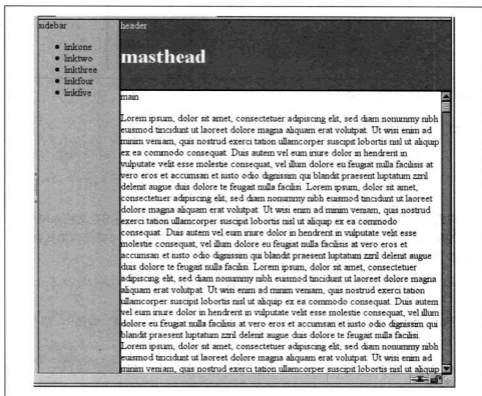 sidebar
linkone
linktwo
linkthree
linkfour
linkfive
header
masthead
main
Lorem ipsum, dolor sit amet, consectetuer adipiscing elit, sed diam nonummy nibh
euismod tincidunt ut laoreet dolore magna aliquam erat volutpat. Ut wisi enim ad
minim veniam, quis nostrud exerci tation ullamcorper suscipit lobortis nisl ut aliquip
ex ea commodo consequat. Duis autem vel eum iriure dolor in hendrerit in
vulputate velit esse molestie consequat, vel illum dolore eu feugiat nulla facilisis at
vero eros et accumsan et iusto odio dignissim qui blandit praesent luptatum zzril
delenit augue duis dolore te feugait nulla facilisi. Lorem ipsum, dolor sit amet,
consectetuer adipiscing elit, sed diam nonummy nibh euismod tincidunt ut laoreet
dolore magna aliquam erat volutpat. Ut wisi enim ad minim veniam, quis nostrud
exerci tation ullamcorper suscipit lobortis nisl ut aliquip ex ea commodo
consequat. Duis autem vel eum iriure dolor in hendrerit in vulputate velit esse
molestie consequat, vel illum dolore eu feugiat nulla facilisis at vero eros et
accumsan et iusto odio dignissim qui blandit praesent luptatum zzril delenit augue
duis dolore te feugait nulla facilisi. Lorem ipsum, dolor sit amet, consectetuer
adipiscing elit, sed diam nonummy nibh euismod tincidunt ut laoreet dolore magna
aliquam erat volutpat. Ut wisi enim ad minim veniam, quis nostrud exerci tation
ullamcorper suscipit lobortis nisl ut aliquip ex ea commodo consequat. Duis autem
vel eum iriure dolor in hendrerit in vulputate velit esse molestie consequat, vel illum
dolore eu feugiat nulla facilisis at vero eros et accumsan et iusto odio dignissim qui
blandit praesent luptatum zzril delenit augue duis dolore te feugait nulla facilisi.
Lorem ipsum, dolor sit amet, consectetuer adipiscing elit, sed diam nonummy nibh
euismod tincidunt ut laoreet dolore magna aliquam erat volutpat. Ut wisi enim ad
minim veniam, quis nostrud exerci tation ullamcorper suscipit lobortis nisl ut aliquip